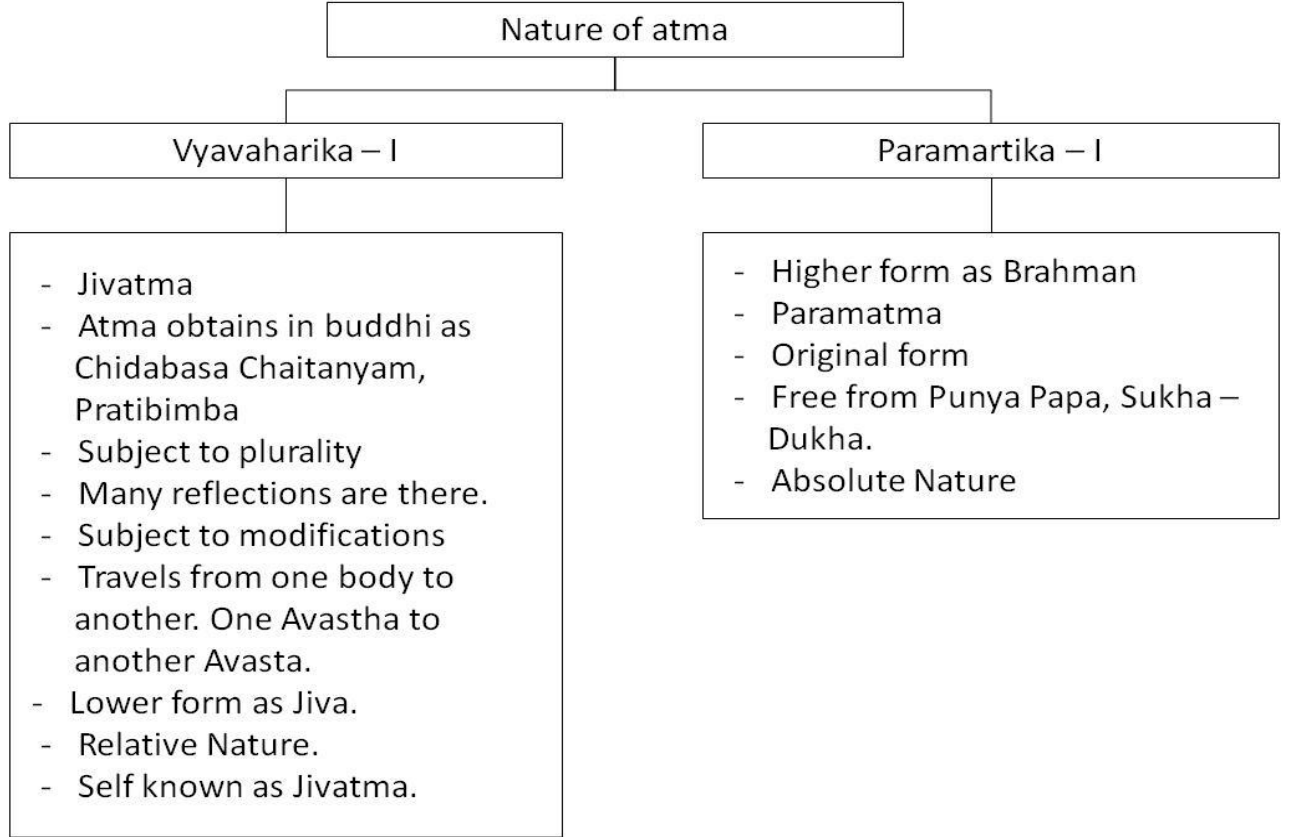 Nature of atma
Vyavaharika – I
- Jivatma
- Atma obtains in buddhi as
Chidabasa Chaitanyam,
Pratibimba
- Subject to plurality
- Many reflections are there.
- Subject to modifications
- Travels from one body to
another. One Avastha to
another Avasta.
- Lower form as Jiva.
- Relative Nature.
- Self known as Jivatma.
Paramartika – I
- Higher form as Brahman
- Paramatma
- Original form
- Free from Punya Papa, Sukha –
Dukha.
- Absolute Nature